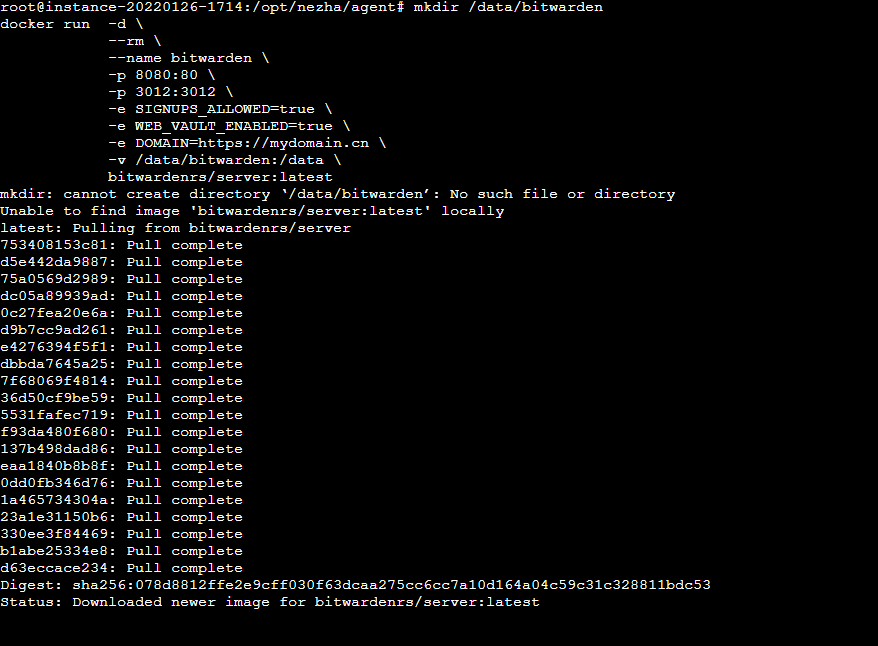 root@instance-20220126-1714:/opt/nezha/agent# mkdir /data/bitwarden
docker run  -d \
            --rm \
            --name bitwarden \
            -p 8080:80 \
            -p 3012:3012 \
            -e SIGNUPS_ALLOWED=true \
            -e WEB_VAULT_ENABLED=true \
            -e DOMAIN=https://mydomain.cn \
            -v /data/bitwarden:/data \
            bitwardenrs/server:latest
mkdir: cannot create directory ‘/data/bitwarden’: No such file or directory
Unable to find image 'bitwardenrs/server:latest' locally
latest: Pulling from bitwardenrs/server
753408153c81: Pull complete
d5e442da9887: Pull complete
75a0569d2989: Pull complete
dc05a89939ad: Pull complete
0c27fea20e6a: Pull complete
d9b7cc9ad261: Pull complete
e4276394f5f1: Pull complete
dbbda7645a25: Pull complete
7f68069f4814: Pull complete
36d50cf9be59: Pull complete
5531fafec719: Pull complete
f93da480f680: Pull complete
137b498dad86: Pull complete
eaa1840b8b8f: Pull complete
0dd0fb346d76: Pull complete
1a465734304a: Pull complete
23a1e31150b6: Pull complete
330ee3f84469: Pull complete
b1abe25334e8: Pull complete
d63eccace234: Pull complete
Digest: sha256:078d8812ffe2e9cff030f63dcaa275cc6cc7a10d164a04c59c31c328811bdc53
Status: Downloaded newer image for bitwardenrs/server:latest